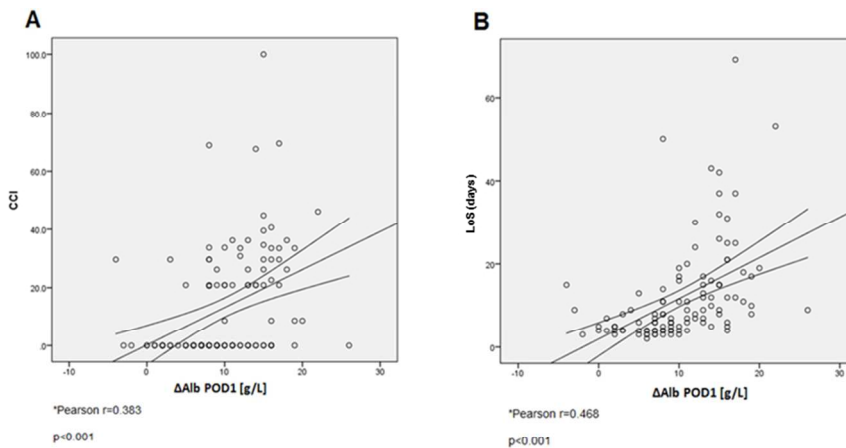 A
100.0
80.0
60.0
40.0
20.0
.0
CCI
-10
0
10
20
30
ΔAlb POD1 [g/L]
*Pearson r=0.383
p<0.001
B
60
40
20
0
LoS (days)
-10
0
10
20
30
ΔAlb POD1 [g/L]
*Pearson r=0.468
p<0.001